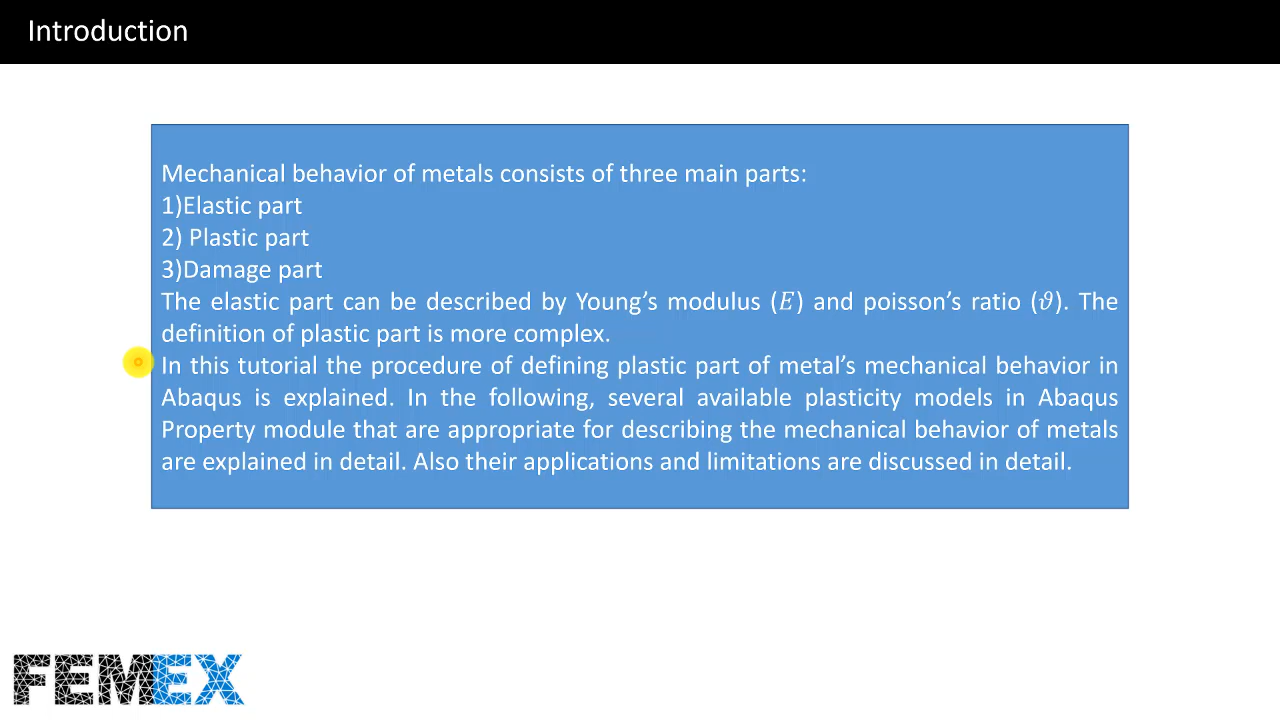 Introduction
Mechanical behavior of metals consists of three main parts:
1)Elastic part
2) Plastic part
3)Damage part
The elastic part can be described by Young’s modulus (𝐸) and poisson’s ratio (𝜗). The
definition of plastic part is more complex.
In this tutorial the procedure of defining plastic part of metal’s mechanical behavior in
Abaqus is explained. In the following, several available plasticity models in Abaqus
Property module that are appropriate for describing the mechanical behavior of metals
are explained in detail. Also their applications and limitations are discussed in detail.
FEMEX